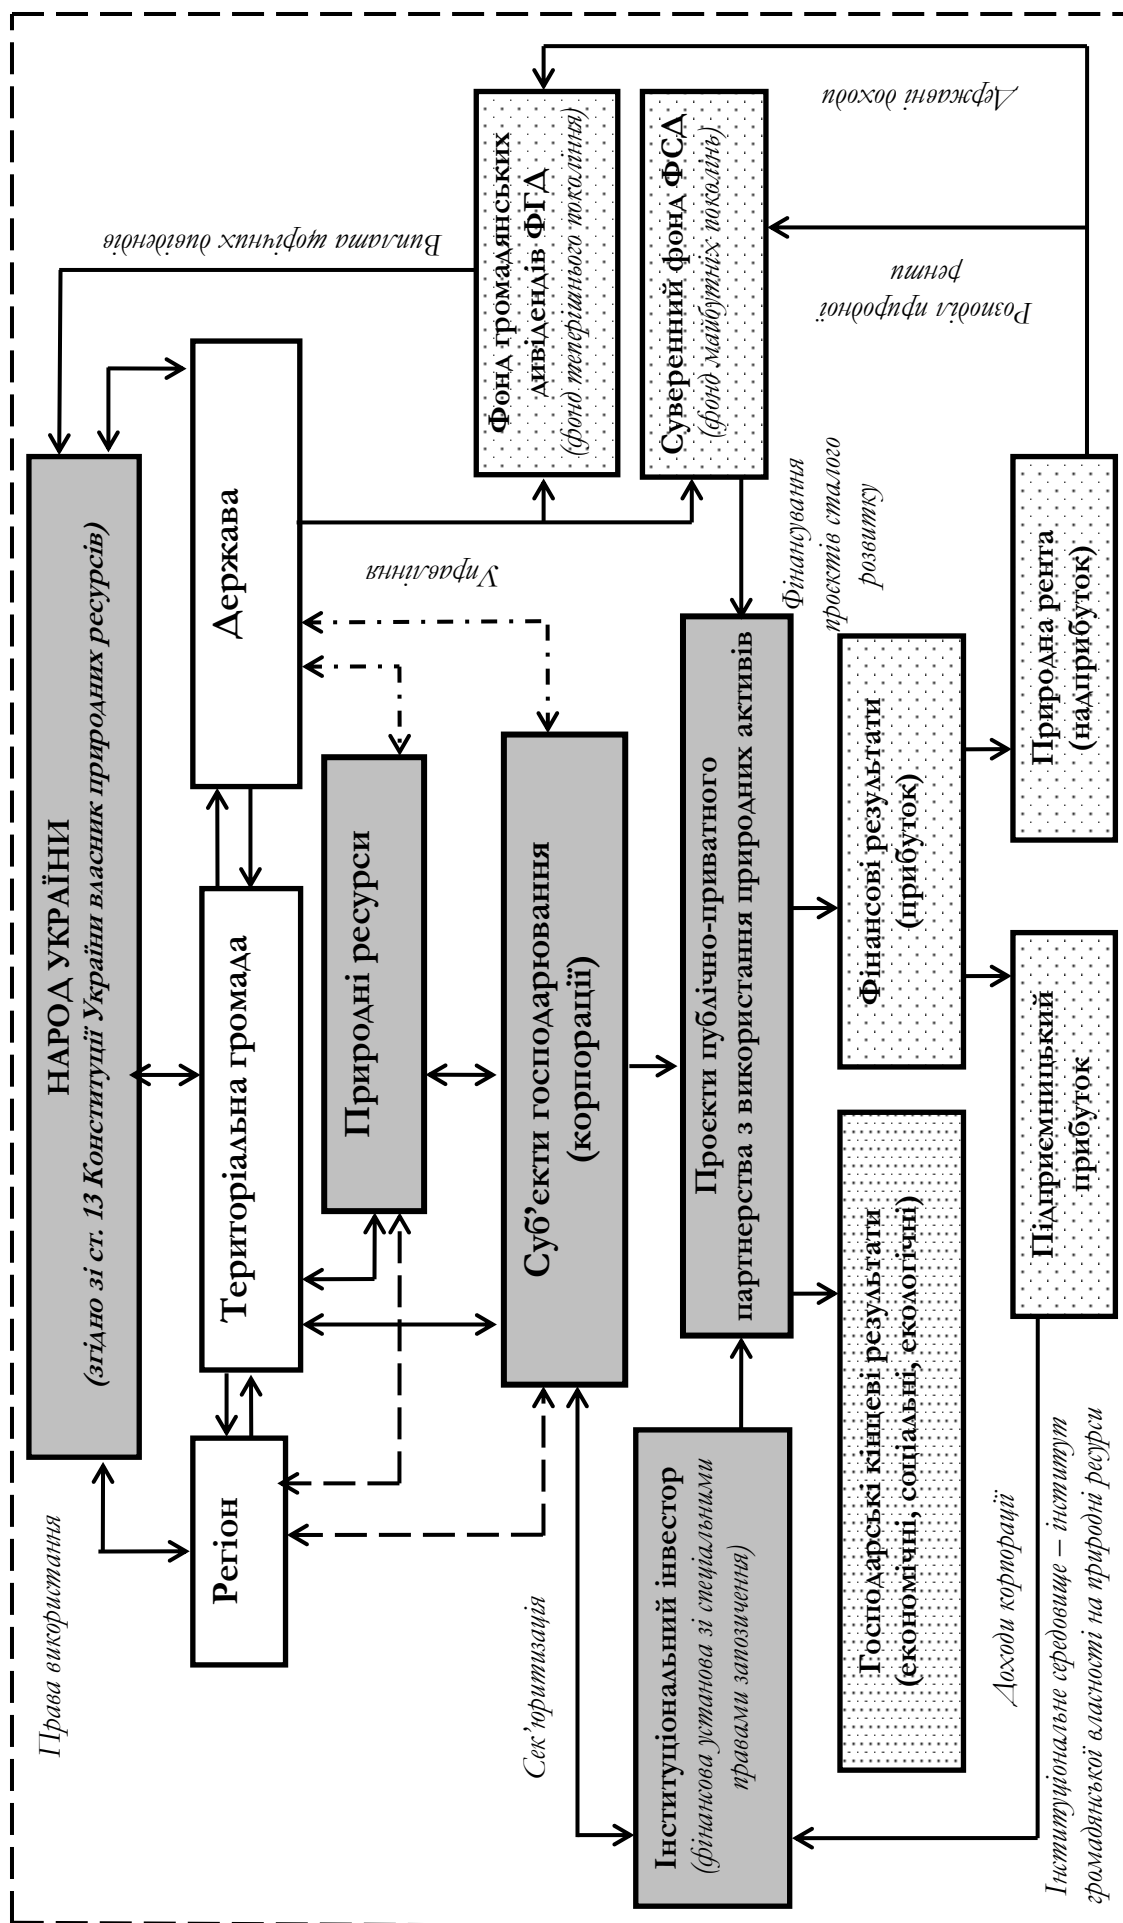 Права використання
НАРОД УКРАЇНИ
(згідно зі ст. 13 Конституції України власник природних ресурсів)
Виплата щорічних дивідендів
Регіон
Територіальна громада
Держава
Природні ресурси
Управління
Фонд громадянських
дивідендів ФГД
(фонд теперішнього покоління)
Сек’юритизація
Суб’єкти господарювання
(корпорації)
Суверенний фонд ФСД
(фонд майбутніх поколінь)
Інституціональний інвестор
(фінансова установа зі спеціальними
правами запозичення)
Проєкти публічно-приватного
партнерства з використання природних активів
Фінансування
проєктів сталого
розвитку
Державні доходи
Розподіл природної
ренти
Господарські кінцеві результати
(економічні, соціальні, екологічні)
Фінансові результати
(прибуток)
Доходи корпорації
Підприємницький
прибуток
Природна рента
(надприбуток)
Інституціональне середовище – інститут
громадянської власності на природні ресурси